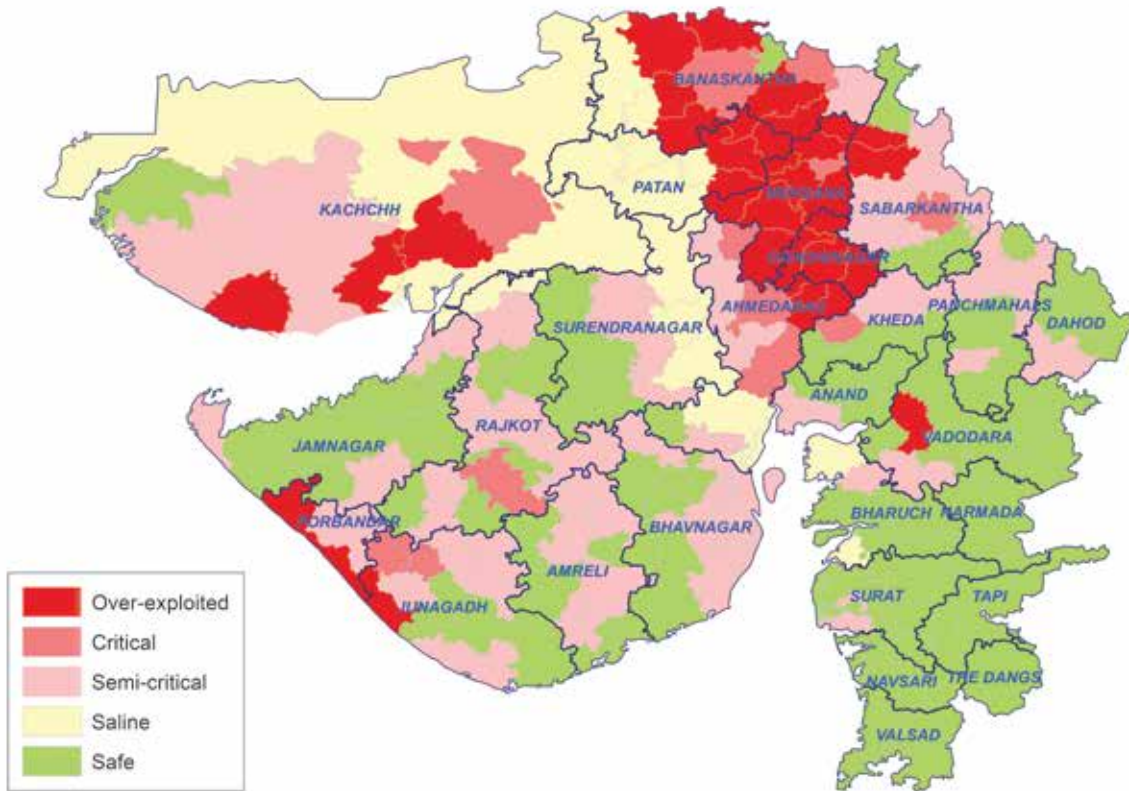 BANASKANTHA
PATAN
MEHSANA
KACHCHH
SABARKANTHA
GANDHINAGAR
AHMEDABAD
KHEDA
PANCHMAHALS
DAHOD
SURENDRANAGAR
ANAND
RAJKOT
VADODARA
JAMNAGAR
PORBANDAR
BHAVNAGAR
BHARUCH
NARMADA
AMRELI
JUNAGADH
SURAT
TAPI
NAVSARI
THE DANGS
VALSAD
Over-exploited
Critical
Semi-critical
Saline
Safe